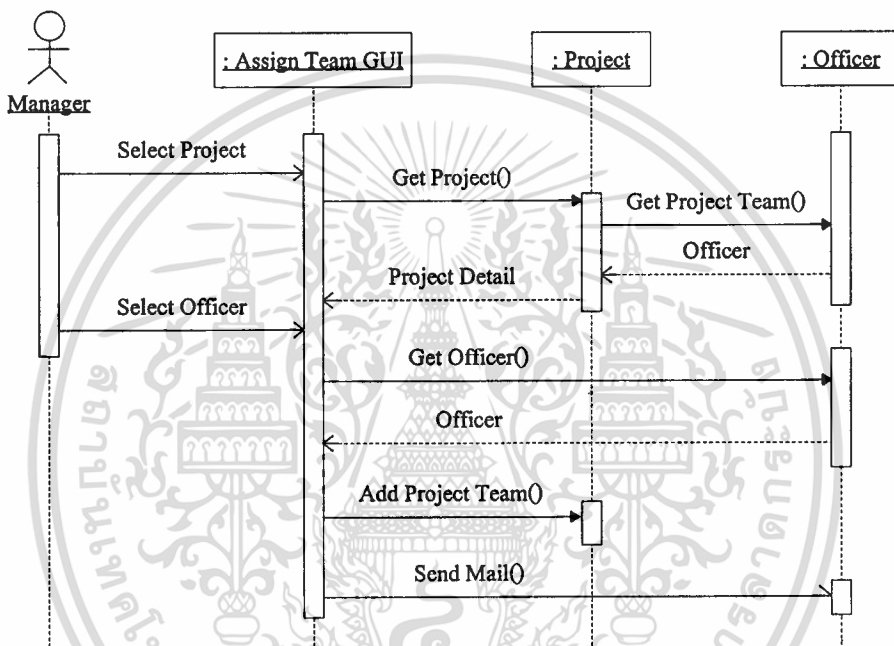 : Assign Team GUI
: Project
: Officer
Manager
Select Project
Get Project()
Get Project Team()
Officer
Project Detail
Select Officer
Get Officer()
Officer
Add Project Team()
Send Mail()